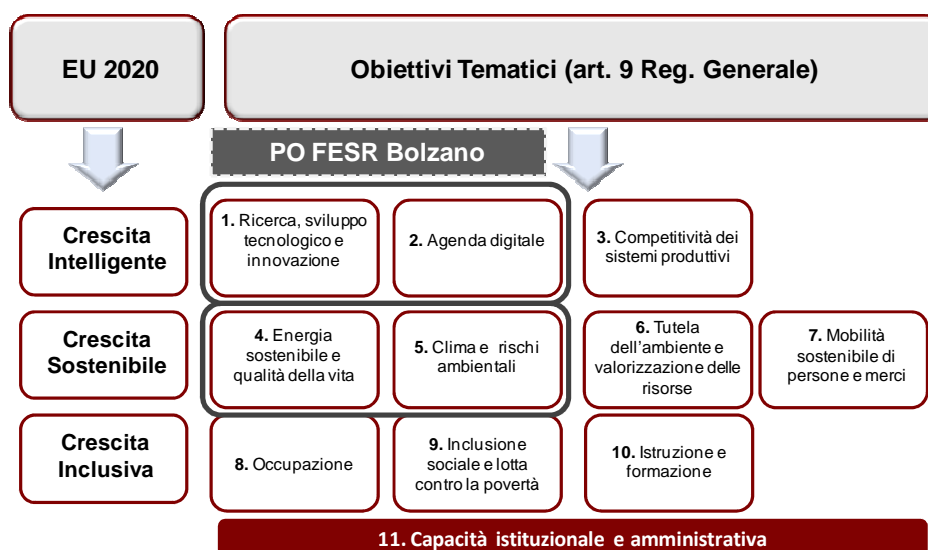 EU 2020
Obiettivi Tematici (art. 9 Reg. Generale)
PO FESR Bolzano
Crescita
Intelligente
1. Ricerca, sviluppo
tecnologico e
innovazione
2. Agenda digitale
3. Competitività dei
sistemi produttivi
Crescita
Sostenibile
4. Energia
sostenibile e
qualità della vita
5. Clima e rischi
ambientali
6. Tutela
dell'ambiente e
valorizzazione delle
risorse
7. Mobilità
sostenibile di
persone e merci
Crescita
Inclusiva
8. Occupazione
9. Inclusione
sociale e lotta
contro la povertà
10. Istruzione e
formazione
11. Capacità istituzionale e amministrativa